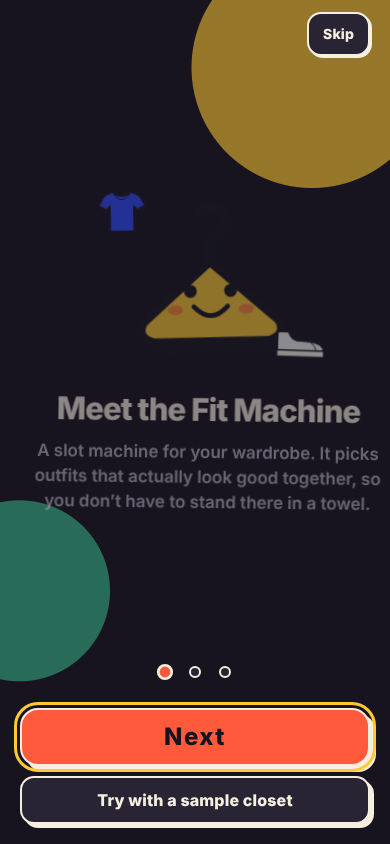 Skip
Meet the Fit Machine
A slot machine for your wardrobe. It picks
outfits that actually look good together, so
you don’t have to stand there in a towel.
Next
Try with a sample closet